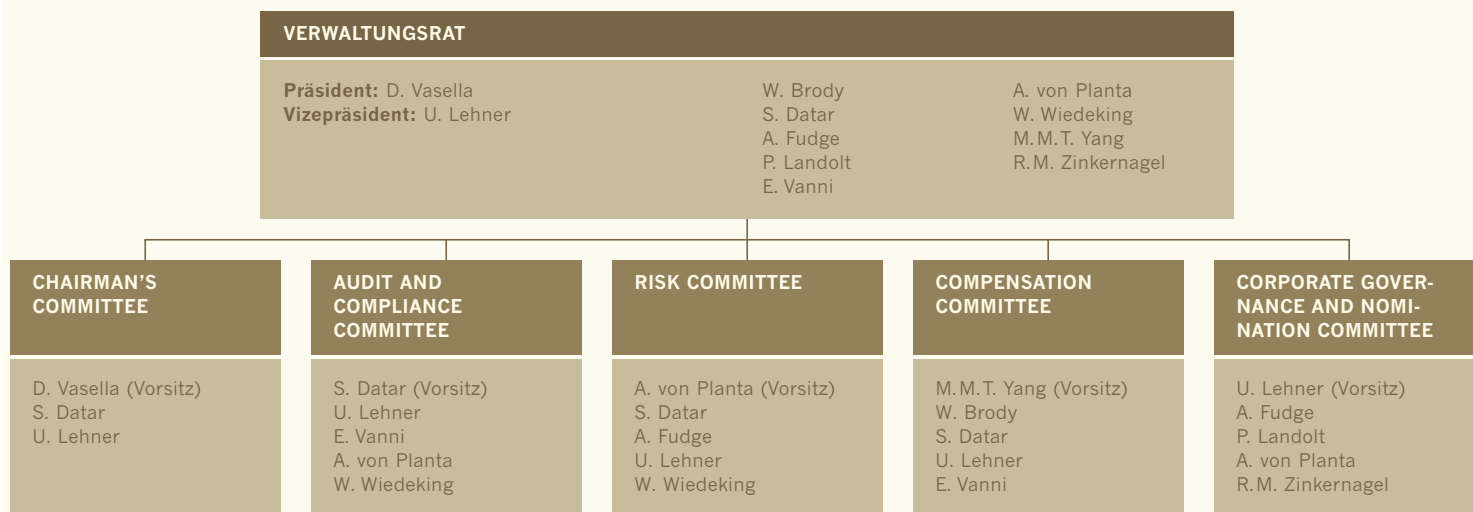 VERWALTUNGSRAT
Präsident: D. Vasella
Vizepräsident: U. Lehner
W. Brody
S. Datar
A. Fudge
P. Landolt
E. Vanni
A. von Planta
W. Wiedeking
M.M.T. Yang
R.M. Zinkernagel
CHAIRMAN’S
COMMITTEE
D. Vasella (Vorsitz)
S. Datar
U. Lehner
AUDIT AND
COMPLIANCE
COMMITTEE
S. Datar (Vorsitz)
U. Lehner
E. Vanni
A. von Planta
W. Wiedeking
RISK COMMITTEE
A. von Planta (Vorsitz)
S. Datar
A. Fudge
U. Lehner
W. Wiedeking
COMPENSATION
COMMITTEE
M.M.T. Yang (Vorsitz)
W. Brody
S. Datar
U. Lehner
E. Vanni
CORPORATE GOVER-
NANCE AND NOMI-
NATION COMMITTEE
U. Lehner (Vorsitz)
A. Fudge
P. Landolt
A. von Planta
R.M. Zinkernagel